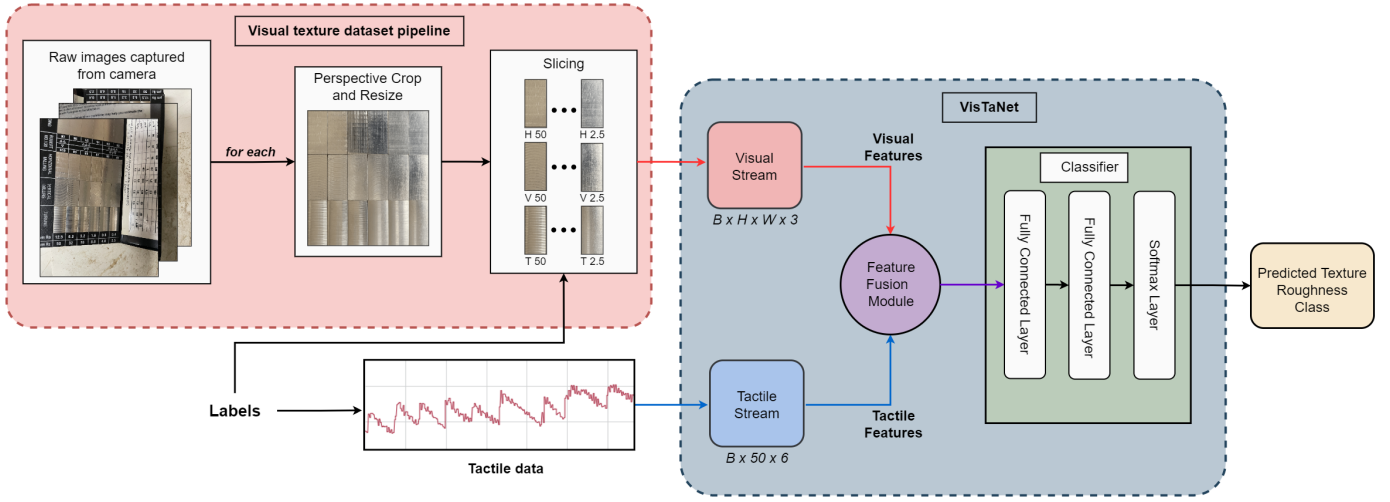 Visual texture dataset pipeline
Raw images captured
from camera
for each
Perspective Crop
and Resize
Slicing
H 50
H 2.5
V 50
V 2.5
T 50
T 2.5
Labels
Tactile data
VisTaNet
Visual
Stream
B x H x W x 3
Visual
Features
Feature
Fusion
Module
Tactile
Stream
B x 50 x 6
Tactile
Features
Classifier
Fully Connected Layer
Fully Connected Layer
Softmax Layer
Predicted Texture
Roughness
Class